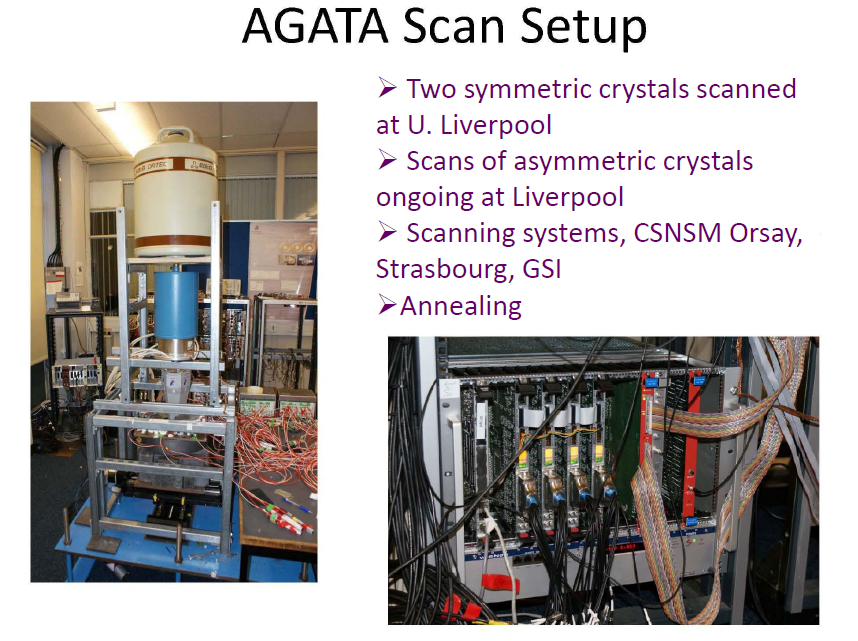 AGATA Scan Setup
➢ Two symmetric crystals scanned
at U. Liverpool
➢ Scans of asymmetric crystals
ongoing at Liverpool
➢ Scanning systems, CSNSM Orsay,
Strasbourg, GSI
➢Annealing
ORTEC